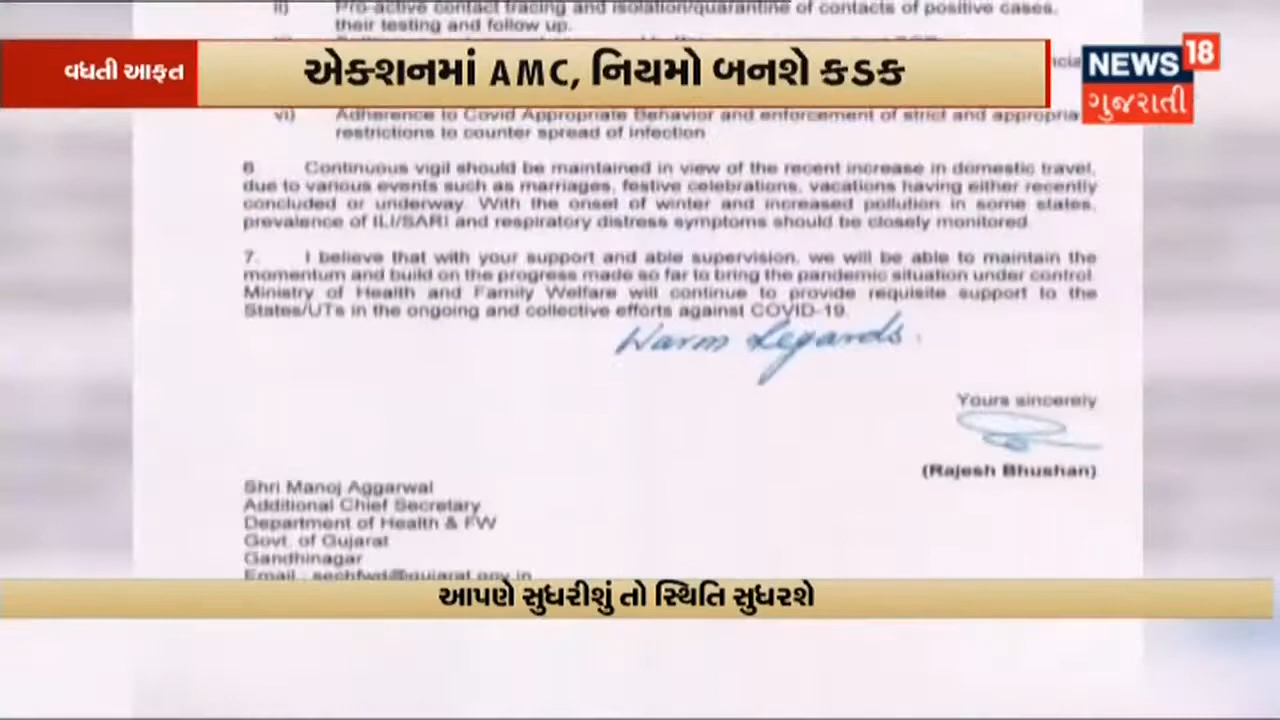 ii) Pro-active contact tracing and isolation/quarantine of contacts of positive cases,
their testing and follow up.
વધતી આફત
એક્શનમાં AMC, નિયમો બનશે કડક
NEWS 18
ગુજરાતી
vi) Adherence to Covid Appropriate Behavior and enforcement of strict and
restrictions to counter spread of infection
6 Continuous vigil should be maintained in view of the recent increase in domestic travel,
due to various events such as marriages, festive celebrations, vacations having either recently
concluded or underway. With the onset of winter and increased pollution in some states,
prevalence of ILI/SARI and respiratory distress symptoms should be closely monitored.
7. I believe that with your support and able supervision, we will be able to maintain the
momentum and build on the progress made so far to bring the pandemic situation under control.
Ministry of Health and Family Welfare will continue to provide requisite support to the
States/UTs in the ongoing and collective efforts against COVID-19.
Warm Regards.
Yours sincerely
(Rajesh Bhushan)
Shri Manoj Aggarwal
Additional Chief Secretary
Department of Health & FW
Govt. of Gujarat
Gandhinagar
Email : sechfwd@gujarat.gov.in
આપણે સુધરીશું તો સ્થિતિ સુધરશે